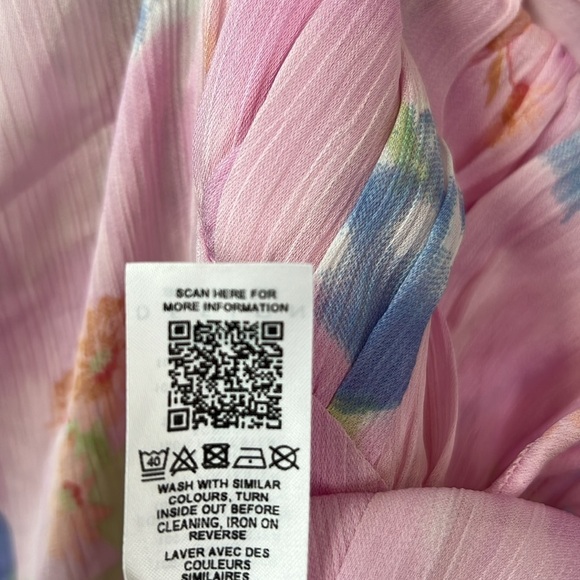 SCAN HERE FOR
MORE INFORMATION
40
WASH WITH SIMILAR
COLOURS, TURN
INSIDE OUT BEFORE
CLEANING, IRON ON
REVERSE
LAVER AVEC DES
COULEURS
SIMILAIRES